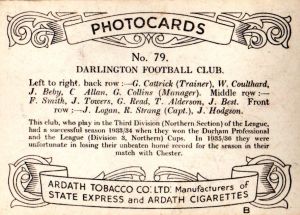 PHOTOCARDS
No. 79.
DARLINGTON FOOTBALL CLUB.
Left to right. back row :—G. Cattrick (Trainer), W. Coulthard,
J. Beby, C. Allan, G. Collins (Manager). Middle row :—
F. Smith, J. Towers, G. Read, T. Alderson, J. Best. Front
row :—J. Logan, R. Strang (Capt.), J. Hodgson.
This club, who play in the Third Division (Northern Section) of the League,
had a successful season 1933/34 when they won the Durham Professional
and the League (Division 3, Northern) Cups. In 1935/36 they were
unfortunate in losing their unbeaten home record for the season in their
match with Chester.
ARDATH TOBACCO CO. LTD. Manufacturers of
STATE EXPRESS and ARDATH CIGARETTES
B